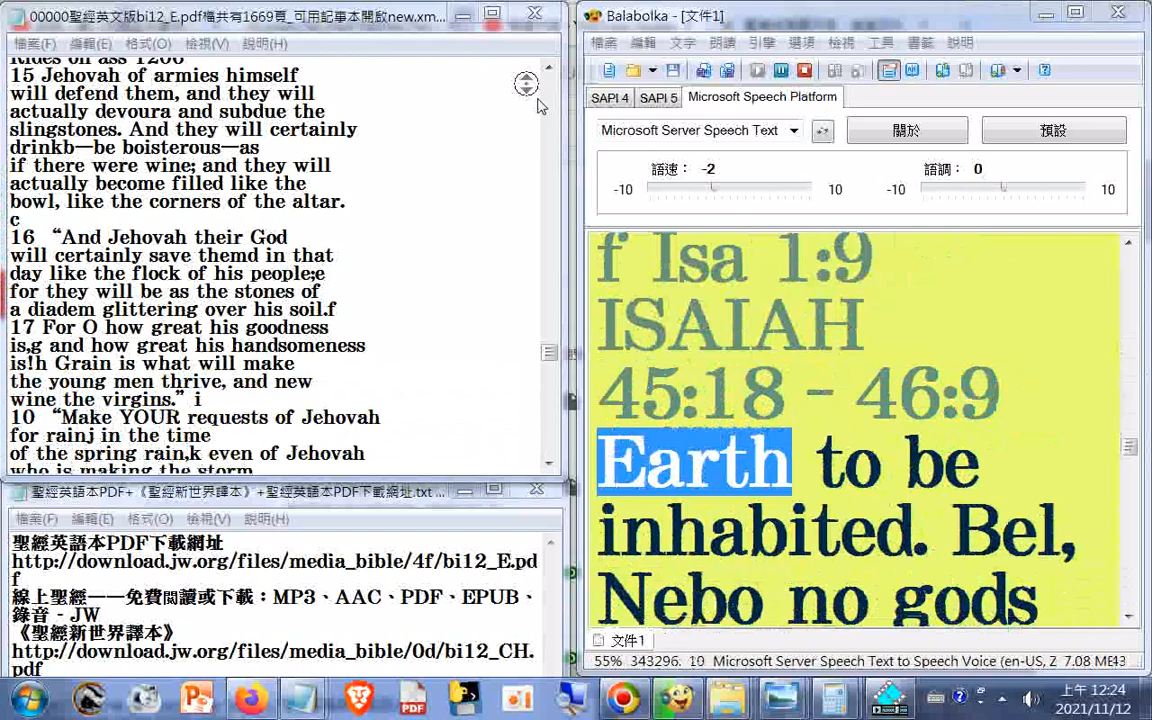 00000聖經英文版bi12_E.pdf檔共有1669頁_可用記事本開啟new.xm...
檔案(F) 編輯(E) 格式(O) 檢視(V) 說明(H)
Rides on ass 1200
15 Jehovah of armies himself
will defend them, and they will
actually devoura and subdue the
slingstones. And they will certainly
drinkb—be boisterous—as
if there were wine; and they will
actually become filled like the
bowl, like the corners of the altar.
c
16 “And Jehovah their God
will certainly save themd in that
day like the flock of his people;e
for they will be as the stones of
a diadem glittering over his soil.f
17 For O how great his goodness
is,g and how great his handsomeness
is!h Grain is what will make
the young men thrive, and new
wine the virgins.” i
10 “Make YOUR requests of Jehovah
for rainj in the time
of the spring rain,k even of Jehovah
who is making the storm
聖經英語本PDF+《聖經新世界譯本》+聖經英語本PDF下載網址.txt ...
檔案(F) 編輯(E) 格式(O) 檢視(V) 說明(H)
聖經英語本PDF下載網址
http://download.jw.org/files/media_bible/4f/bi12_E.pd
f
線上聖經——免費閱讀或下載：MP3、AAC、PDF、EPUB、
錄音 - JW
《聖經新世界譯本》
http://download.jw.org/files/media_bible/0d/bi12_CH.
pdf
Balabolka - [文件1]
檔案 編輯 文字 朗讀 引擎 選項 檢視 工具 書籤 說明
SAPI 4 SAPI 5 Microsoft Speech Platform
Microsoft Server Speech Text 關於 預設
語速： -2 語調： 0
-10 10 -10 10
f Isa 1:9
ISAIAH
45:18 - 46:9
Earth to be
inhabited. Bel,
Nebo no gods
文件1
55% 343296: 10 Microsoft Server Speech Text to Speech Voice (en-US, Z 7.08 ME43
PDF
上午 12:24
2021/11/12